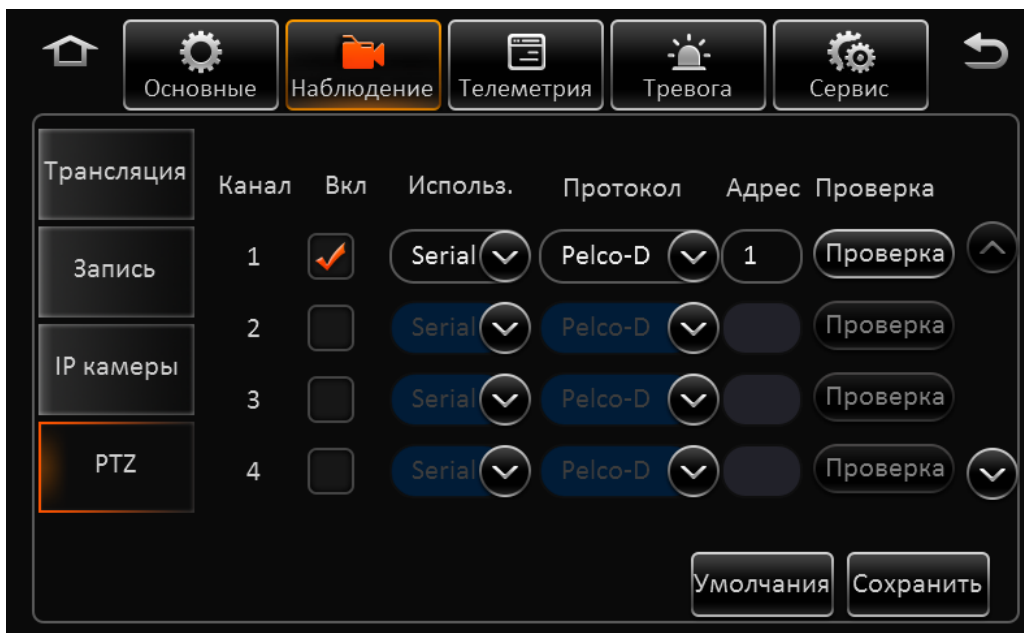 Основные Наблюдение Телеметрия Тревога Сервис
Трансляция
Запись
IP камеры
PTZ
Канал Вкл Использ. Протокол Адрес Проверка
1 Serial Pelco-D 1 Проверка
2 Serial Pelco-D Проверка
3 Serial Pelco-D Проверка
4 Serial Pelco-D Проверка
Умолчания Сохранить